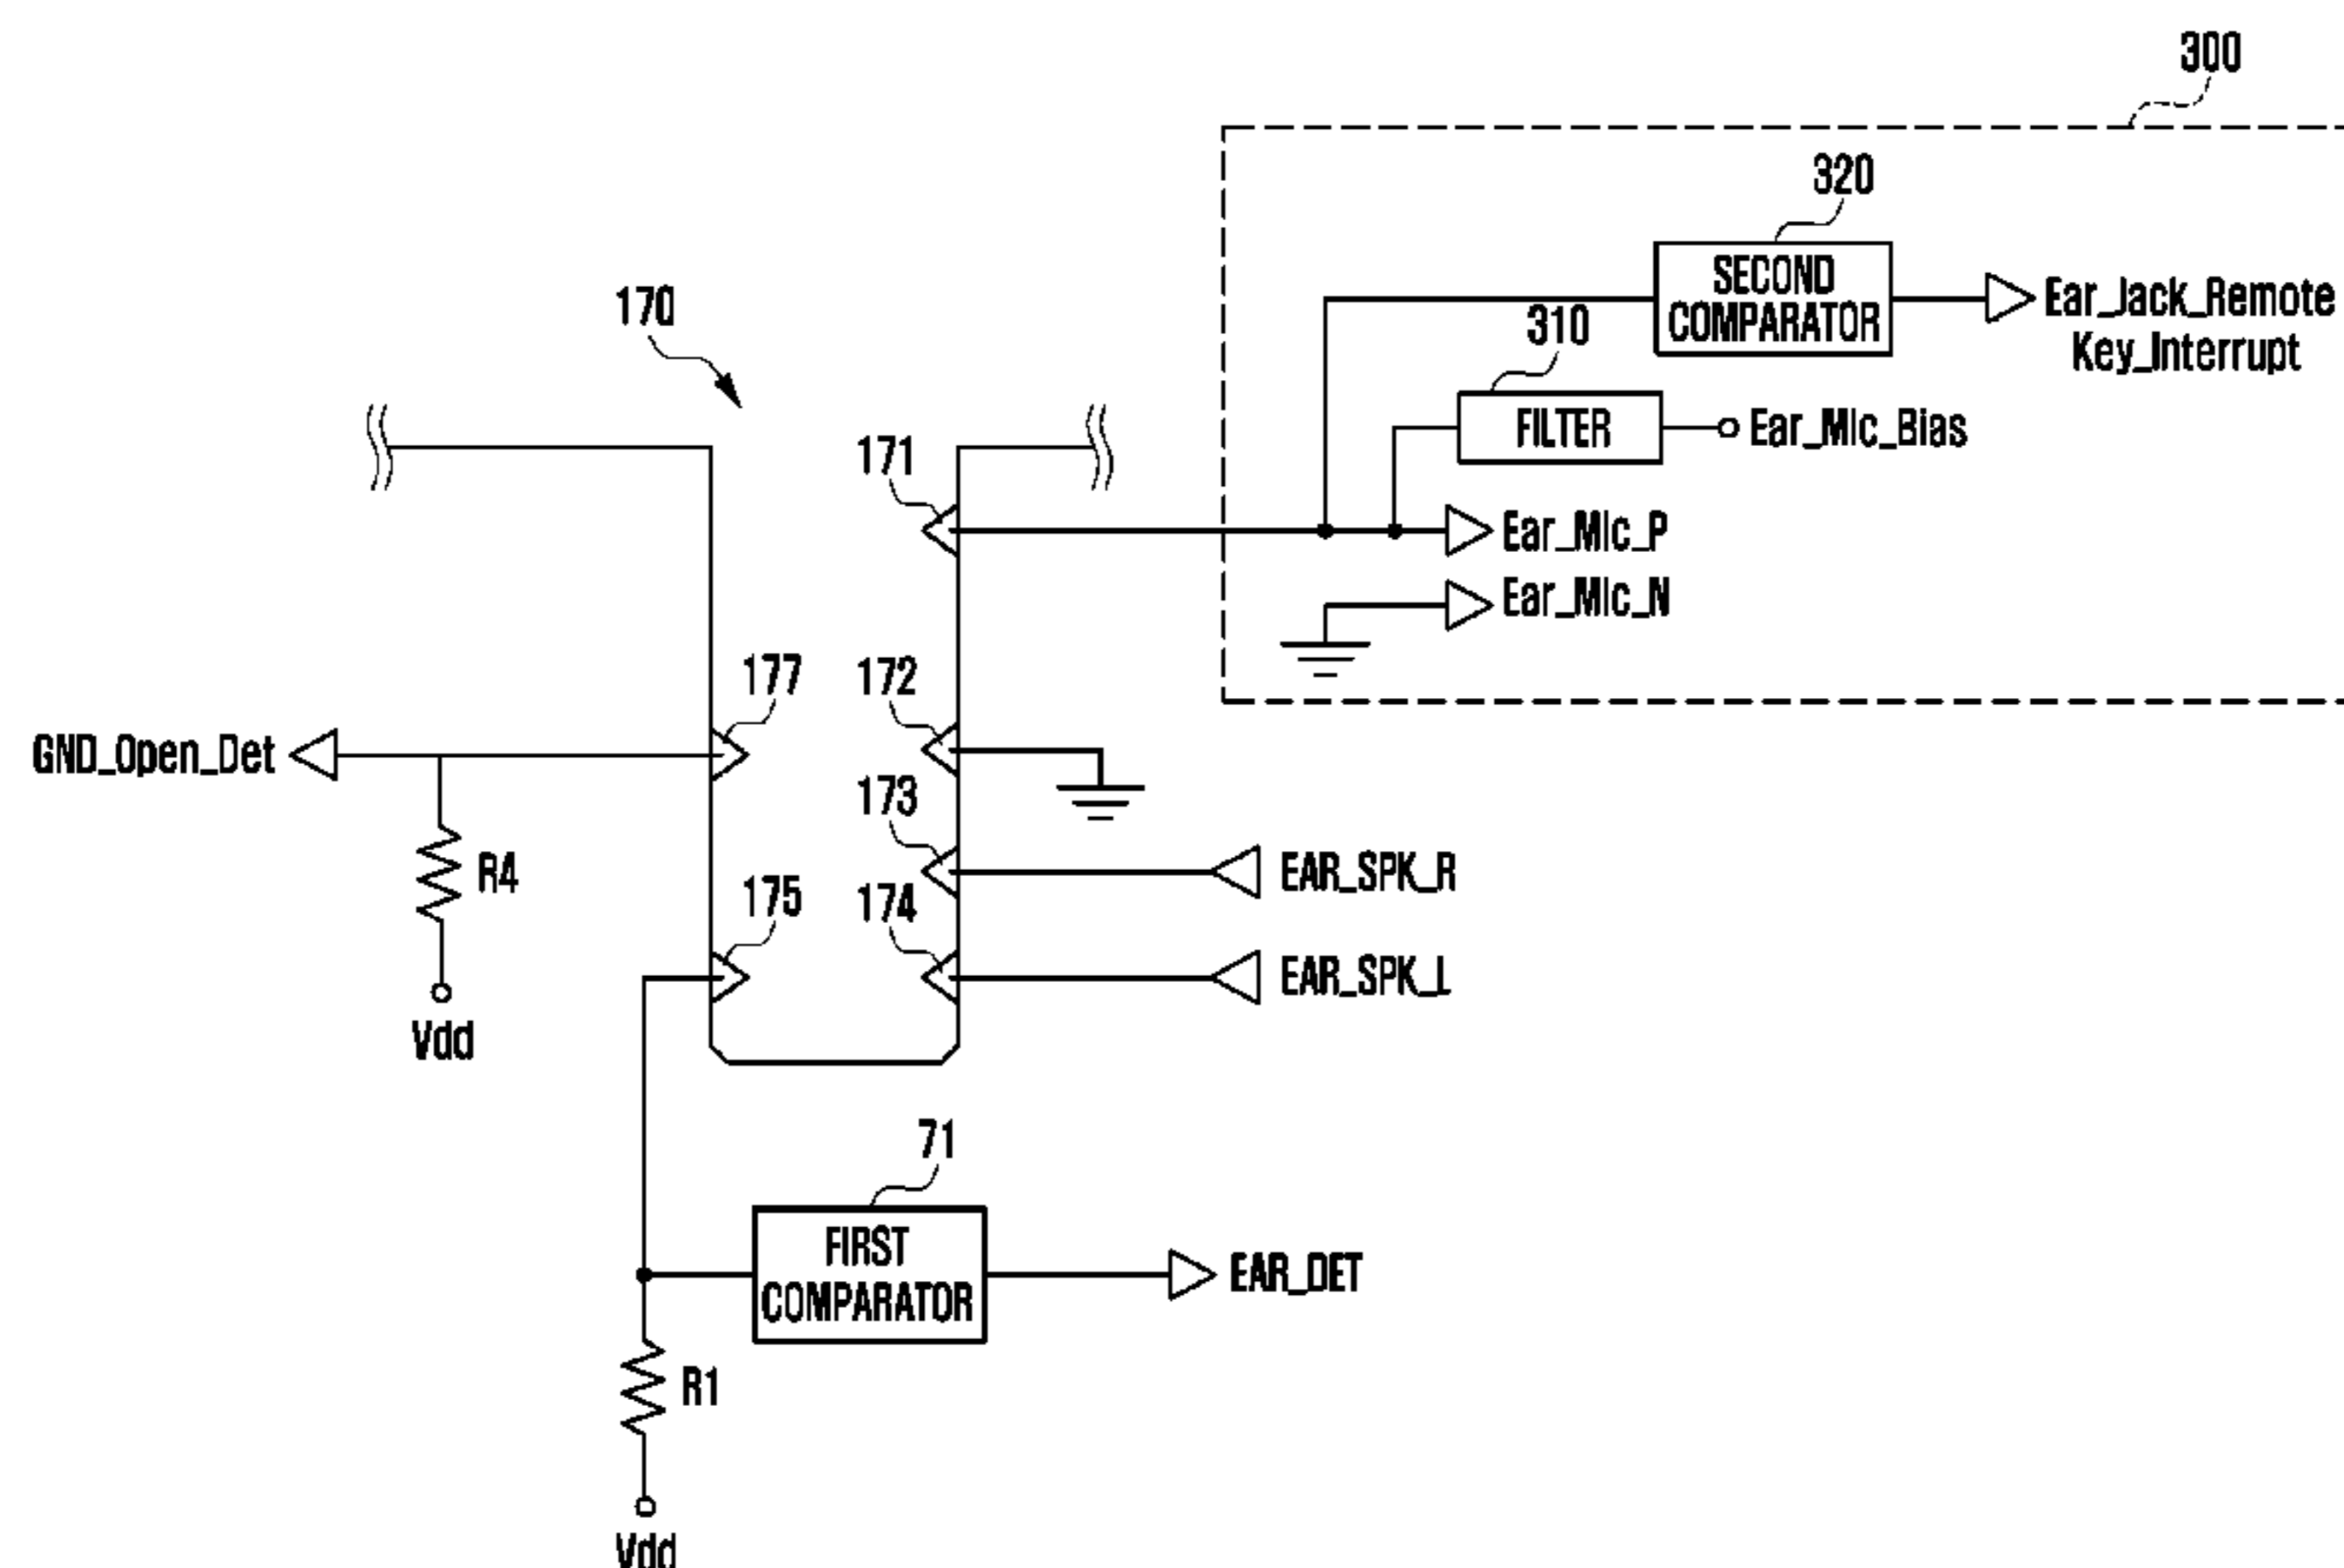 300
320
SECOND
COMPARATOR
Ear_Jack_Remote
Key_Interrupt
170
310
FILTER
Ear_Mic_Bias
171
Ear_Mic_P
Ear_Mic_N
177
172
GND_Open_Det
173
R4
EAR_SPK_R
175
174
EAR_SPK_L
Vdd
71
FIRST
COMPARATOR
EAR_DET
R1
Vdd